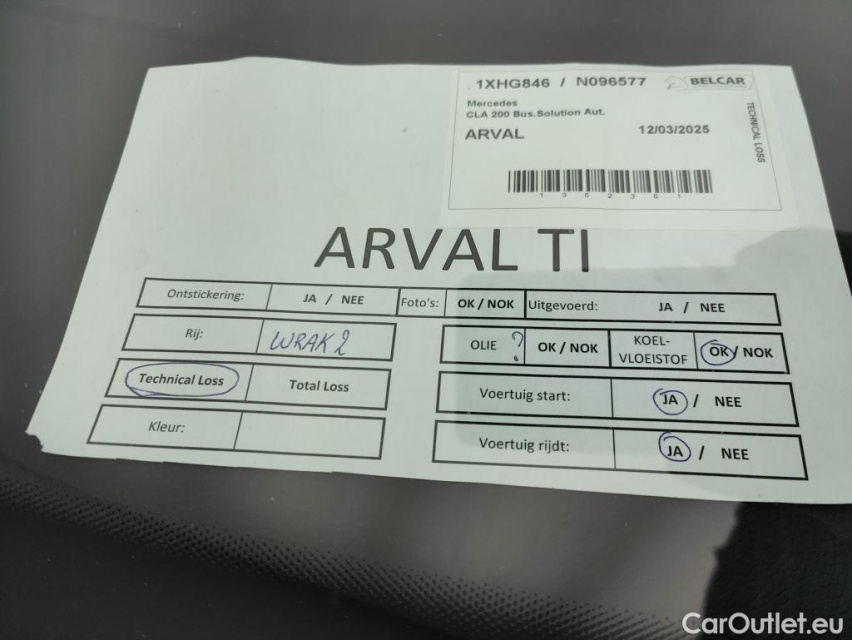 1XHG846 / N096577 BELCAR
Mercedes
CLA 200 Bus.Solution Aut.
ARVAL 12/03/2025
TECHNICAL LOSS
1962361
ARVAL TI
Ontstickering: JA / NEE Foto's: OK / NOK Uitgevoerd: JA / NEE
Rij: WRAK 2
OLIE ? OK / NOK KOEL-
VLOEISTOF OK / NOK
Technical Loss Total Loss
Voertuig start: JA / NEE
Kleur:
Voertuig rijdt: JA / NEE
CarOutlet.eu